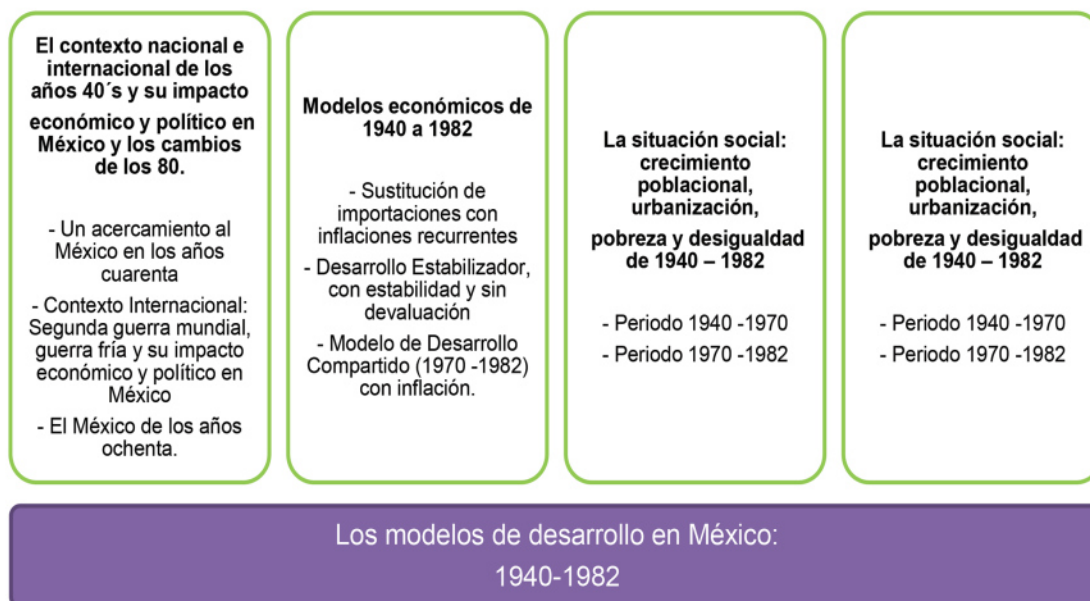 El contexto nacional e
internacional de los
años 40´s y su impacto
económico y político en
México y los cambios
de los 80.
- Un acercamiento al
México en los años
cuarenta
- Contexto Internacional:
Segunda guerra mundial,
guerra fría y su impacto
económico y político en
México
- El México de los años
ochenta.
Modelos económicos de
1940 a 1982
- Sustitución de
importaciones con
inflaciones recurrentes
- Desarrollo Estabilizador,
con estabilidad y sin
devaluación
- Modelo de Desarrollo
Compartido (1970 -1982)
con inflación.
La situación social:
crecimiento
poblacional,
urbanización,
pobreza y desigualdad
de 1940 – 1982
- Periodo 1940 -1970
- Periodo 1970 -1982
La situación social:
crecimiento
poblacional,
urbanización,
pobreza y desigualdad
de 1940 – 1982
- Periodo 1940 -1970
- Periodo 1970 -1982
Los modelos de desarrollo en México:
1940-1982